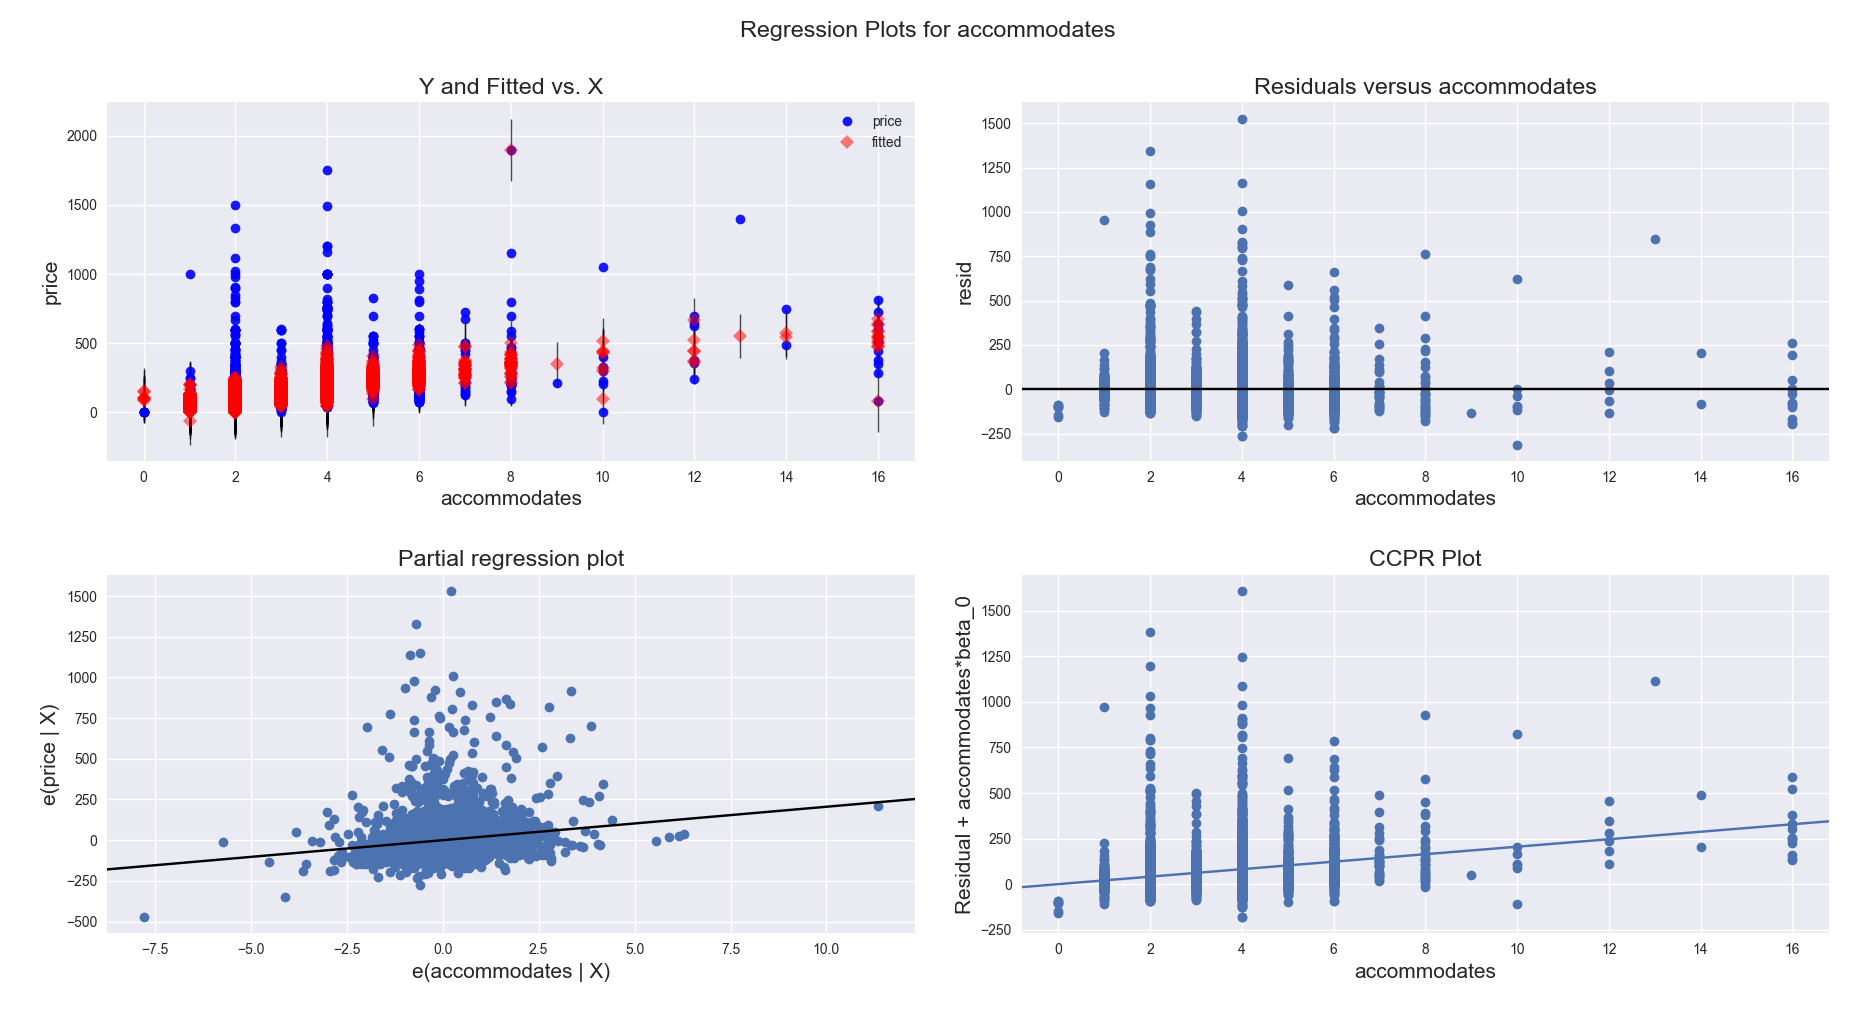 Regression Plots for accommodates
Y and Fitted vs. X
price
fitted
2000
1500
1000
500
0
price
0 2 4 6 8 10 12 14 16
accommodates
Residuals versus accommodates
1500
1250
1000
750
500
250
0
−250
resid
0 2 4 6 8 10 12 14 16
accommodates
Partial regression plot
1500
1250
1000
750
500
250
0
−250
−500
e(price | X)
−7.5 −5.0 −2.5 0.0 2.5 5.0 7.5 10.0
e(accommodates | X)
CCPR Plot
1500
1250
1000
750
500
250
0
−250
Residual + accommodates*beta_0
0 2 4 6 8 10 12 14 16
accommodates